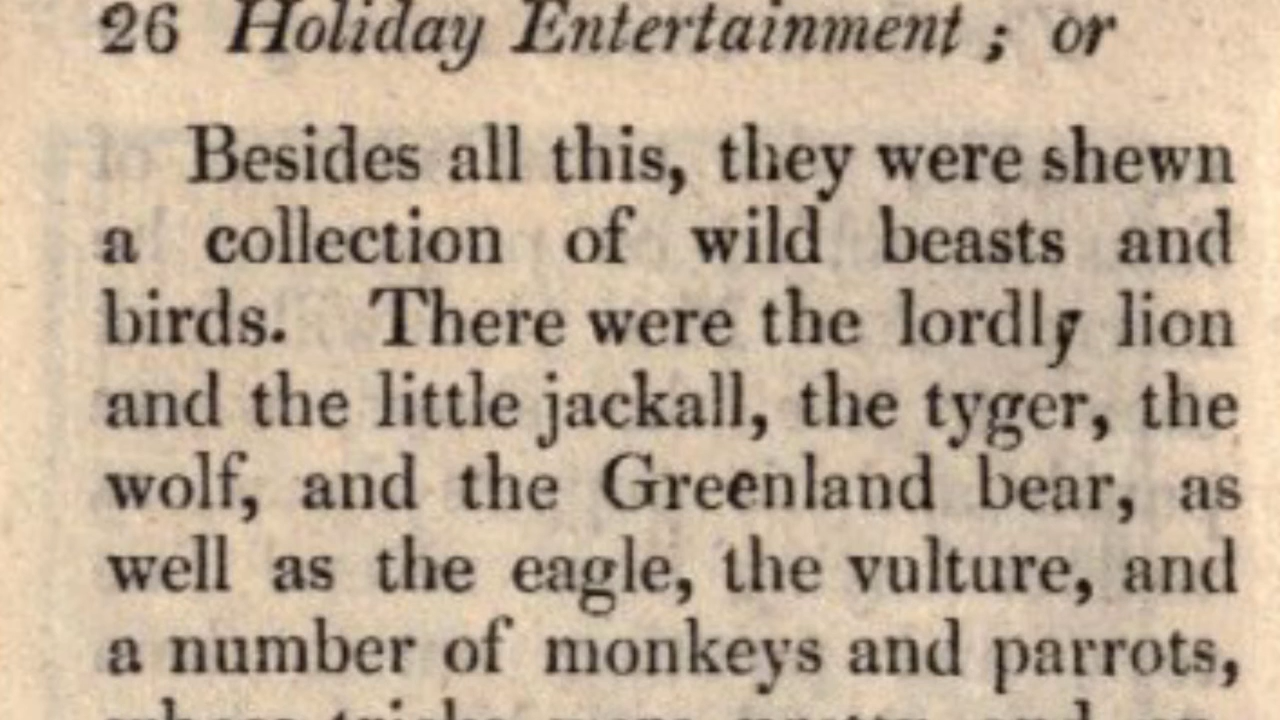 26 Holiday Entertainment ; or
Besides all this, they were shewn
a collection of wild beasts and
birds. There were the lordly lion
and the little jackall, the tyger, the
wolf, and the Greenland bear, as
well as the eagle, the vulture, and
a number of monkeys and parrots,